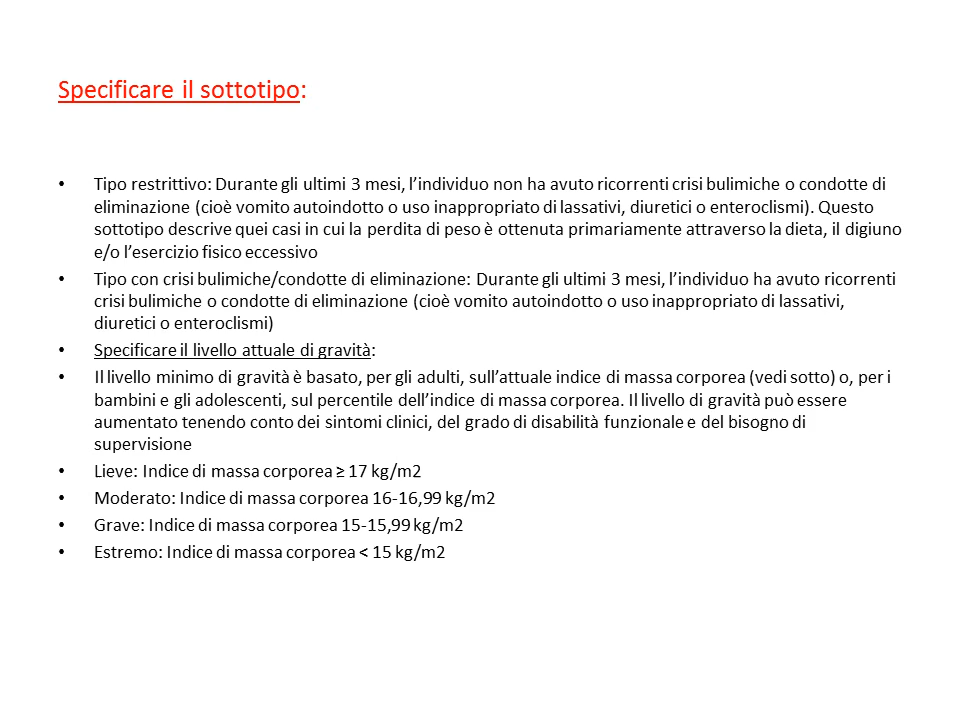 Specificare il sottotipo:
• Tipo restrittivo: Durante gli ultimi 3 mesi, l’individuo non ha avuto ricorrenti crisi bulimiche o condotte di
eliminazione (cioè vomito autoindotto o uso inappropriato di lassativi, diuretici o enteroclismi). Questo
sottotipo descrive quei casi in cui la perdita di peso è ottenuta primariamente attraverso la dieta, il digiuno
e/o l’esercizio fisico eccessivo
• Tipo con crisi bulimiche/condotte di eliminazione: Durante gli ultimi 3 mesi, l’individuo ha avuto ricorrenti
crisi bulimiche o condotte di eliminazione (cioè vomito autoindotto o uso inappropriato di lassativi,
diuretici o enteroclismi)
• Specificare il livello attuale di gravità:
• Il livello minimo di gravità è basato, per gli adulti, sull’attuale indice di massa corporea (vedi sotto) o, per i
bambini e gli adolescenti, sul percentile dell’indice di massa corporea. Il livello di gravità può essere
aumentato tenendo conto dei sintomi clinici, del grado di disabilità funzionale e del bisogno di
supervisione
• Lieve: Indice di massa corporea ≥ 17 kg/m2
• Moderato: Indice di massa corporea 16-16,99 kg/m2
• Grave: Indice di massa corporea 15-15,99 kg/m2
• Estremo: Indice di massa corporea < 15 kg/m2